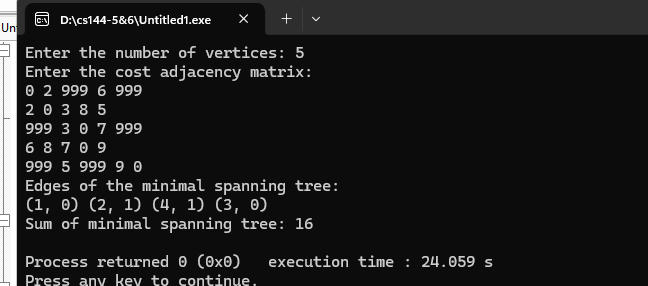 D:\cs144-5&6\Untitled1.exe
Unt
Enter the number of vertices: 5
Enter the cost adjacency matrix:
0 2 999 6 999
2 0 3 8 5
999 3 0 7 999
6 8 7 0 9
999 5 999 9 0
Edges of the minimal spanning tree:
(1, 0) (2, 1) (4, 1) (3, 0)
Sum of minimal spanning tree: 16
Process returned 0 (0x0)   execution time : 24.059 s
Press any key to continue.